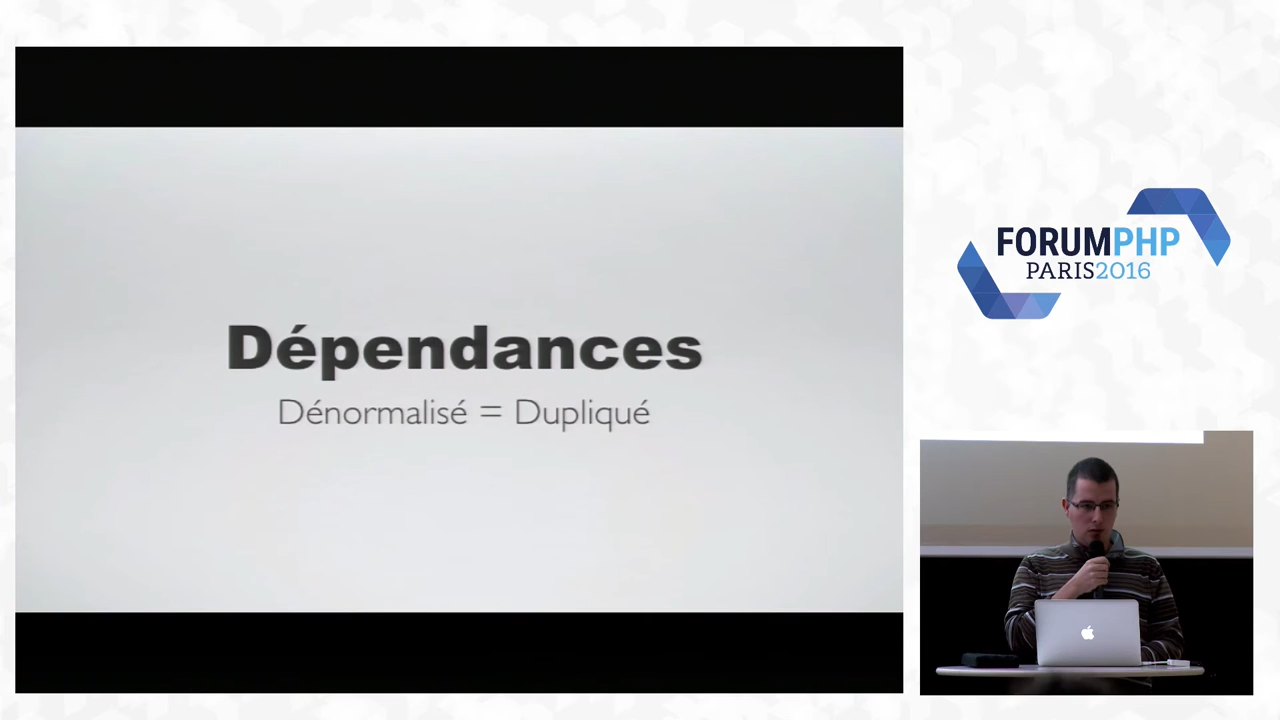 Dépendances
Dénormalisé = Dupliqué
FORUMPHP
PARIS2016